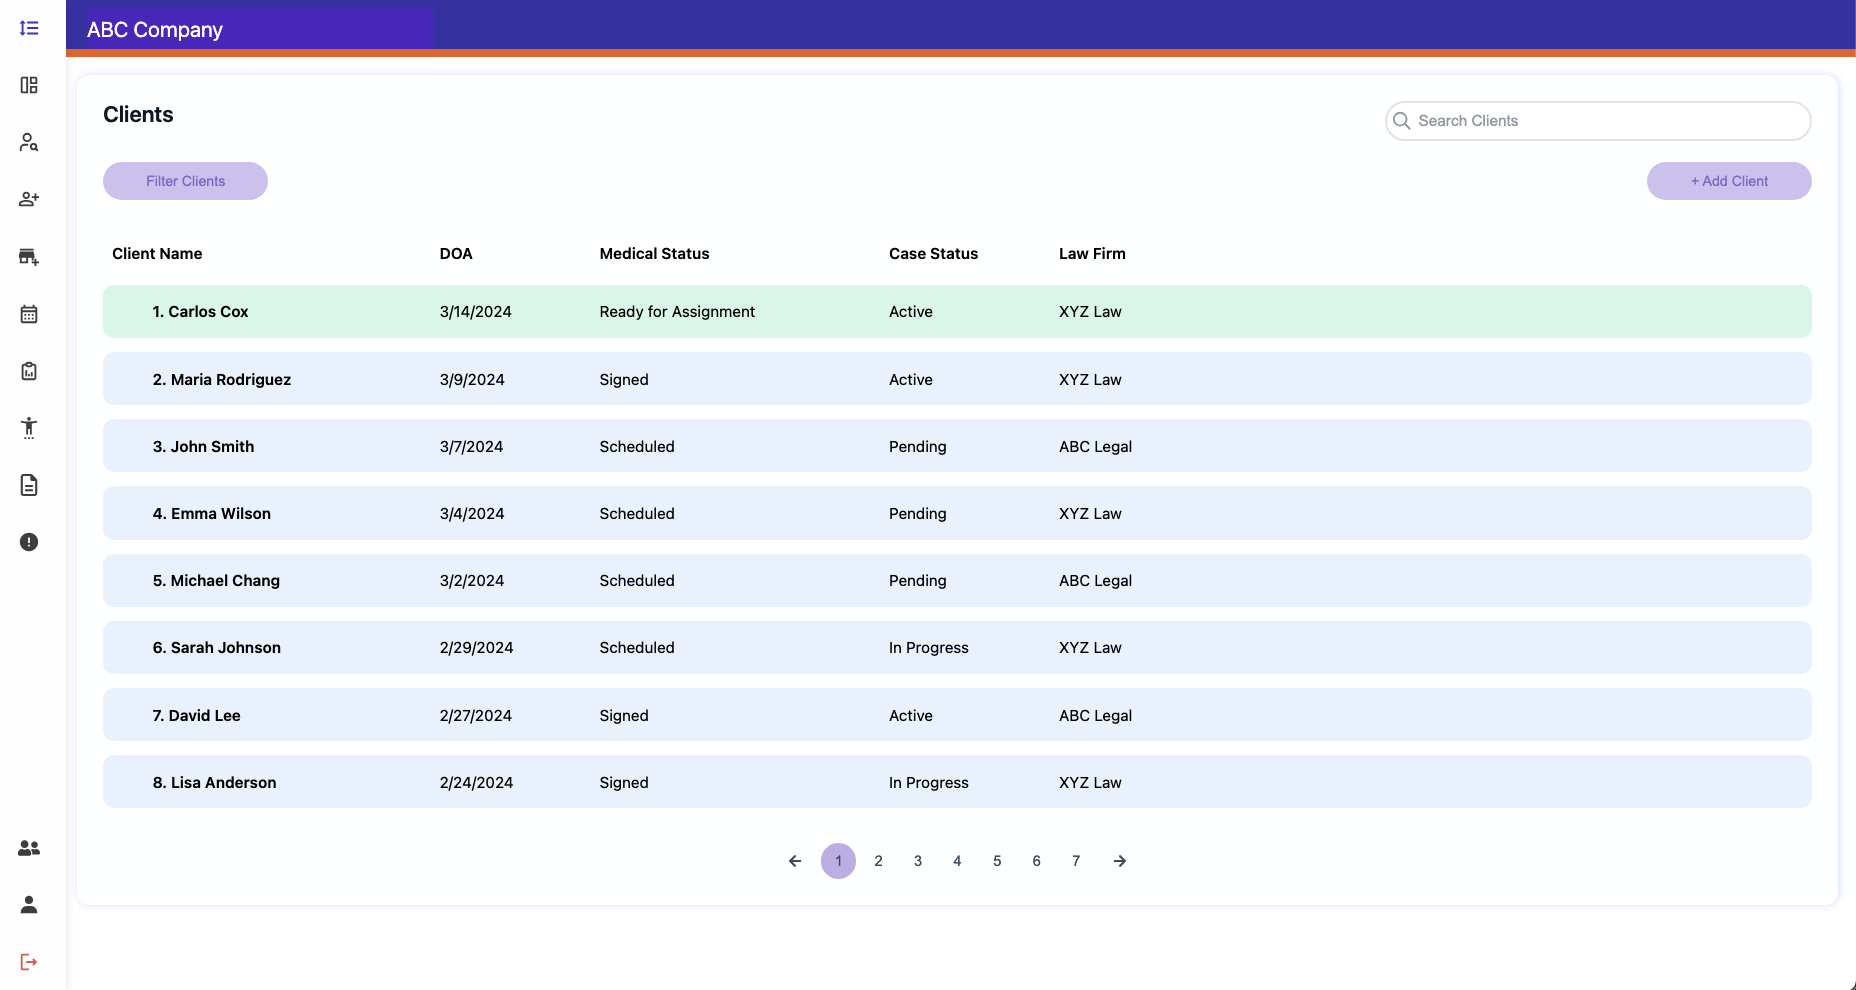 ABC Company
Clients
Search Clients
Filter Clients
+ Add Client
Client Name DOA Medical Status Case Status Law Firm
1. Carlos Cox 3/14/2024 Ready for Assignment Active XYZ Law
2. Maria Rodriguez 3/9/2024 Signed Active XYZ Law
3. John Smith 3/7/2024 Scheduled Pending ABC Legal
4. Emma Wilson 3/4/2024 Scheduled Pending XYZ Law
5. Michael Chang 3/2/2024 Scheduled Pending ABC Legal
6. Sarah Johnson 2/29/2024 Scheduled In Progress XYZ Law
7. David Lee 2/27/2024 Signed Active ABC Legal
8. Lisa Anderson 2/24/2024 Signed In Progress XYZ Law
1 2 3 4 5 6 7